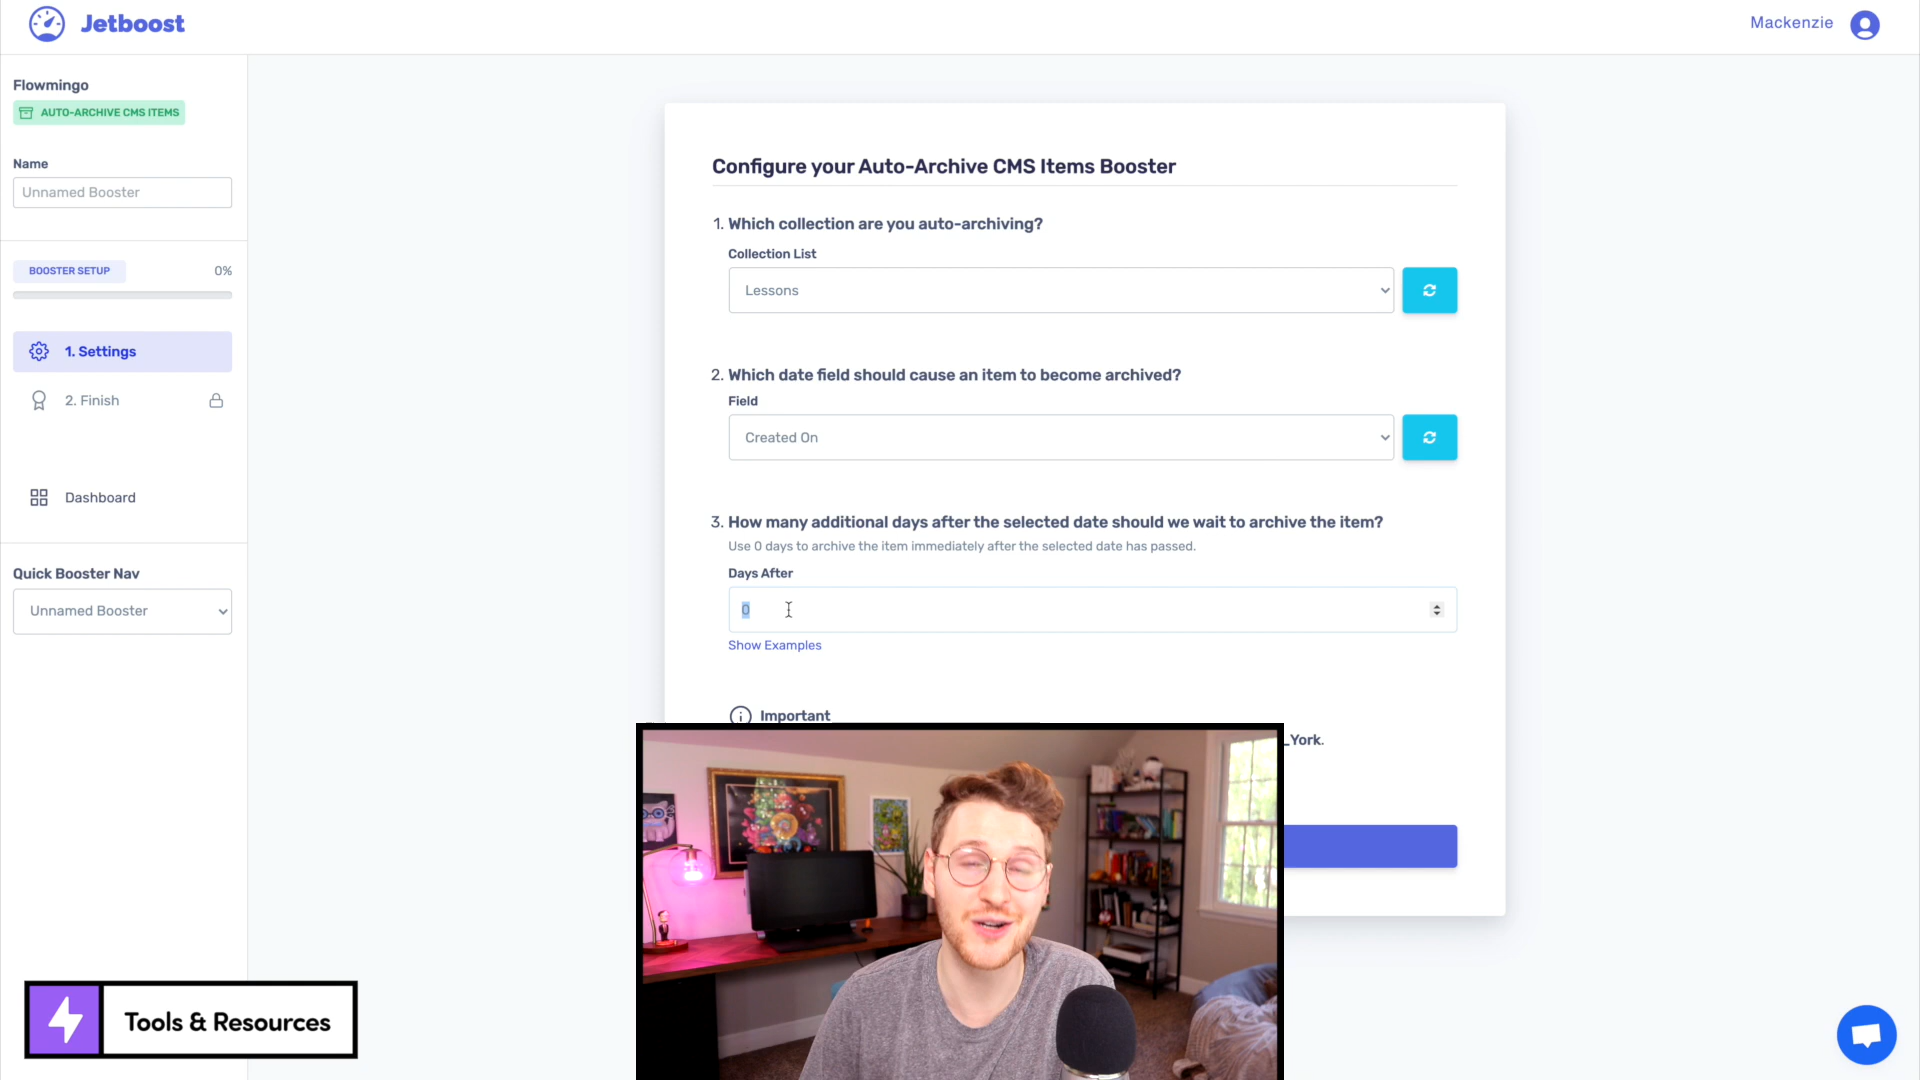 Jetboost
Mackenzie
Flowmingo
AUTO-ARCHIVE CMS ITEMS
Name
Unnamed Booster
BOOSTER SETUP 0%
1. Settings
2. Finish
Dashboard
Quick Booster Nav
Unnamed Booster
Configure your Auto-Archive CMS Items Booster
1. Which collection are you auto-archiving?
Collection List
Lessons
2. Which date field should cause an item to become archived?
Field
Created On
3. How many additional days after the selected date should we wait to archive the item?
Use 0 days to archive the item immediately after the selected date has passed.
Days After
0
Show Examples
Important
_York.
Tools & Resources